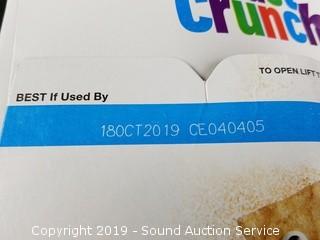 Crunch
TO OPEN LIFT
BEST If Used By
18OCT2019 CE040405
Copyright 2019 - Sound Auction Service